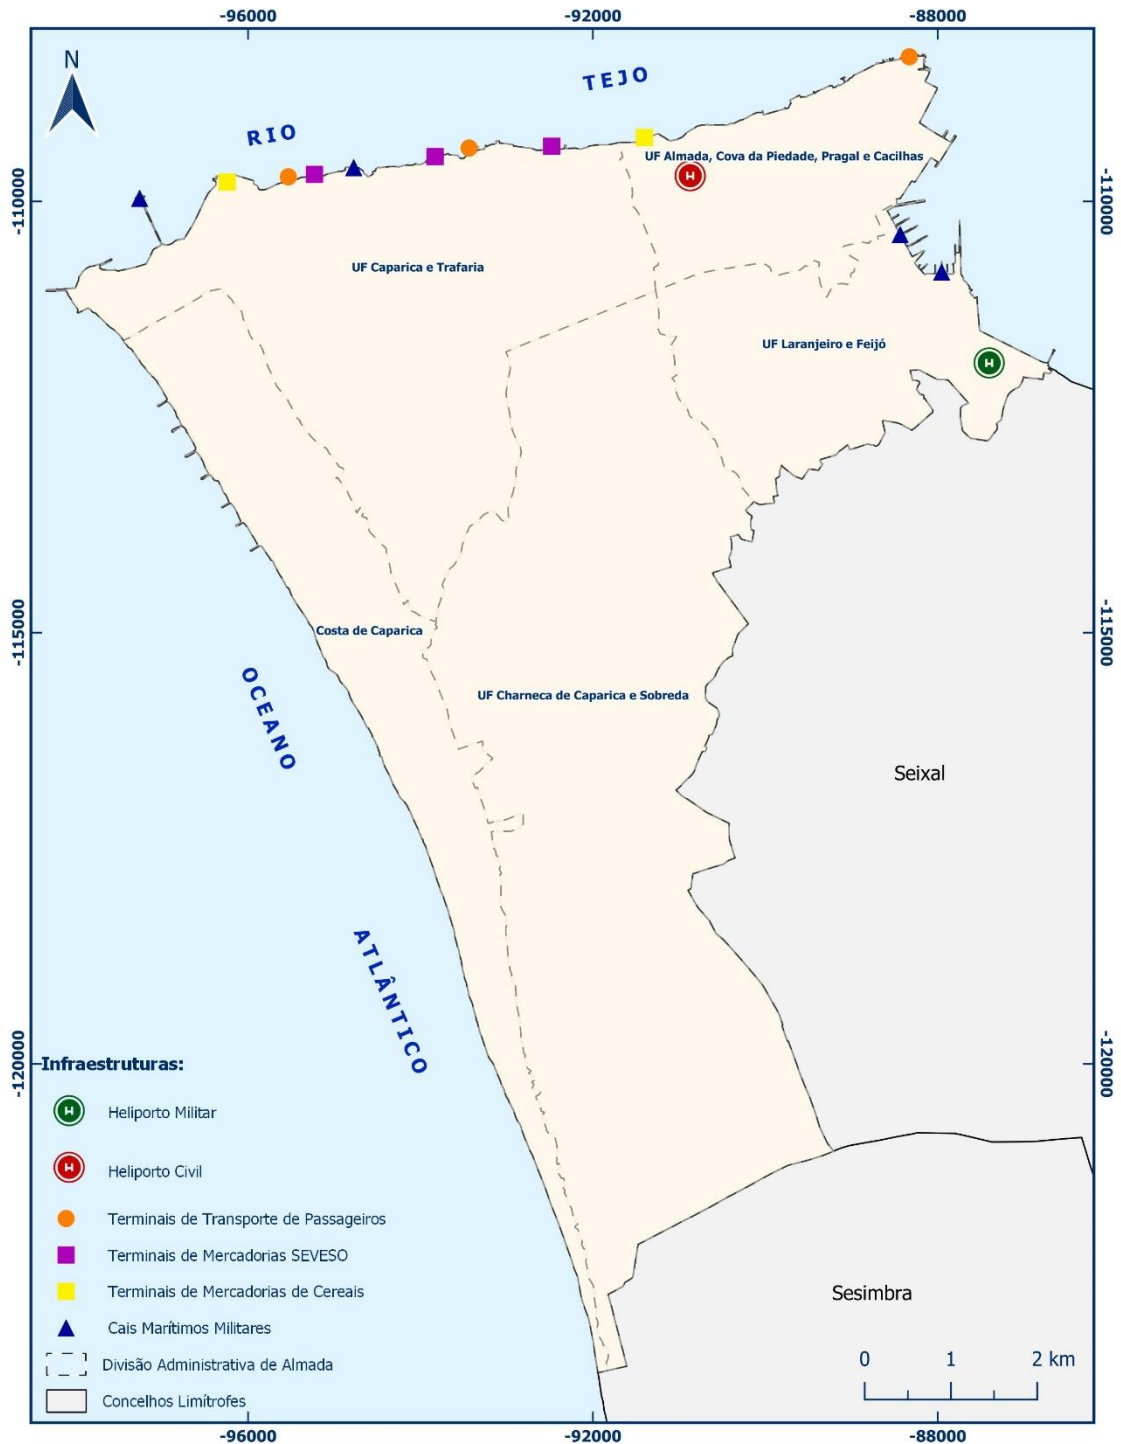 -96000
-92000
-88000
N
RIO
TEJO
UF Almada, Cova da Piedade, Pragal e Cacilhas
H
-110000
-110000
UF Caparica e Trafaria
UF Laranjeiro e Feijó
H
Costa de Caparica
-115000
-115000
OCEANO
UF Charneca de Caparica e Sobreda
Seixal
ATLÂNTICO
-120000
-120000
Infraestruturas:
H
Heliporto Militar
H
Heliporto Civil
Terminais de Transporte de Passageiros
Terminais de Mercadorias SEVESO
Terminais de Mercadorias de Cereais
Cais Marítimos Militares
Divisão Administrativa de Almada
Concelhos Limítrofes
Sesimbra
0 1 2 km
-96000
-92000
-88000